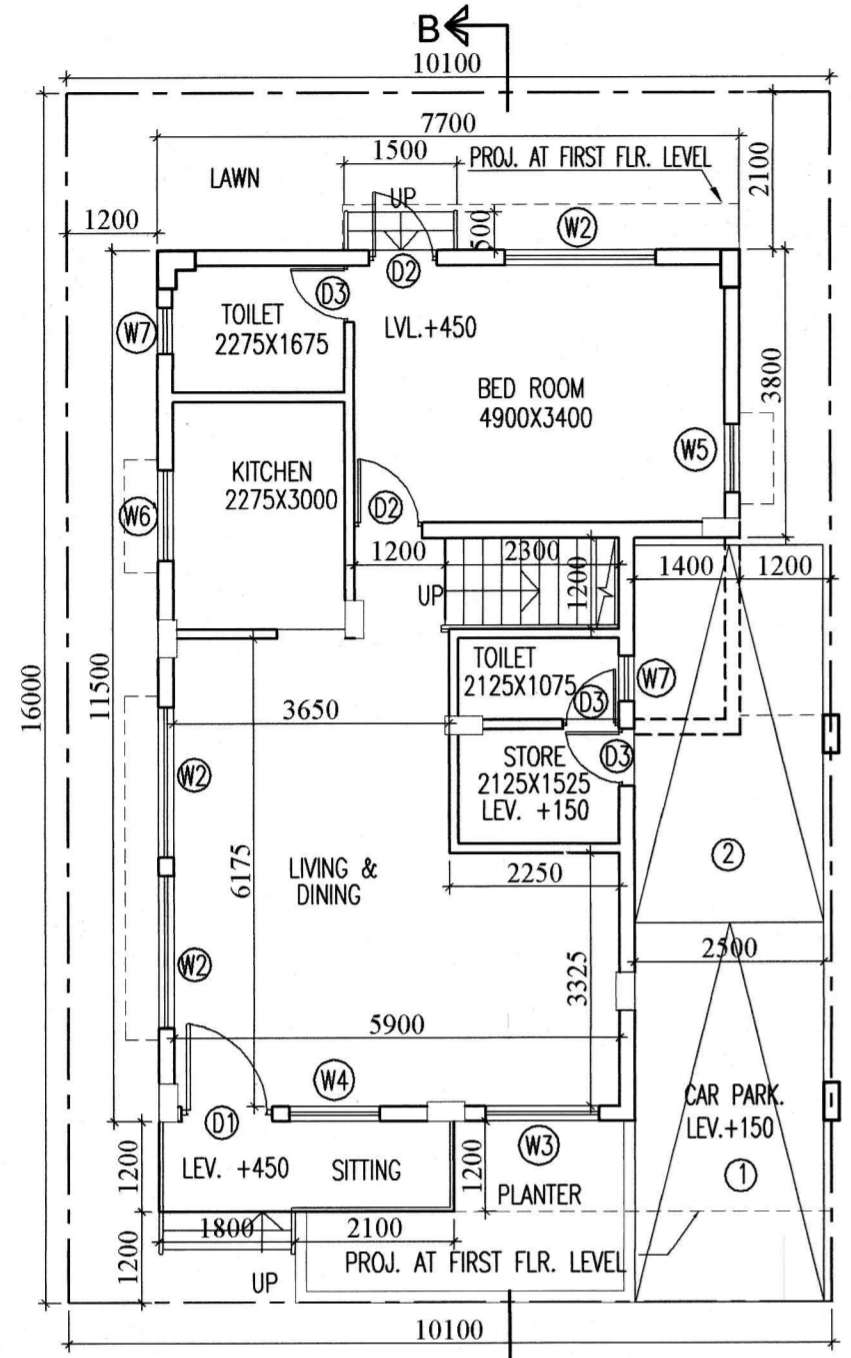 B
10100
7700
1500
PROJ. AT FIRST FLR. LEVEL
2100
LAWN
UP
1200
500
W2
D2
D3
TOILET
2275X1675
W7
LVL.+450
BED ROOM
4900X3400
3800
W5
KITCHEN
2275X3000
W6
D2
1200
2300
1400
1200
UP
1200
TOILET
2125X1075
D3
W7
16000
11500
3650
STORE
2125X1525
LEV. +150
D3
W2
6175
LIVING &
DINING
2250
2
2500
W2
3325
5900
W4
CAR PARK.
LEV.+150
D1
W3
1
1200
LEV. +450
SITTING
1200
PLANTER
1800
2100
1200
PROJ. AT FIRST FLR. LEVEL
UP
10100